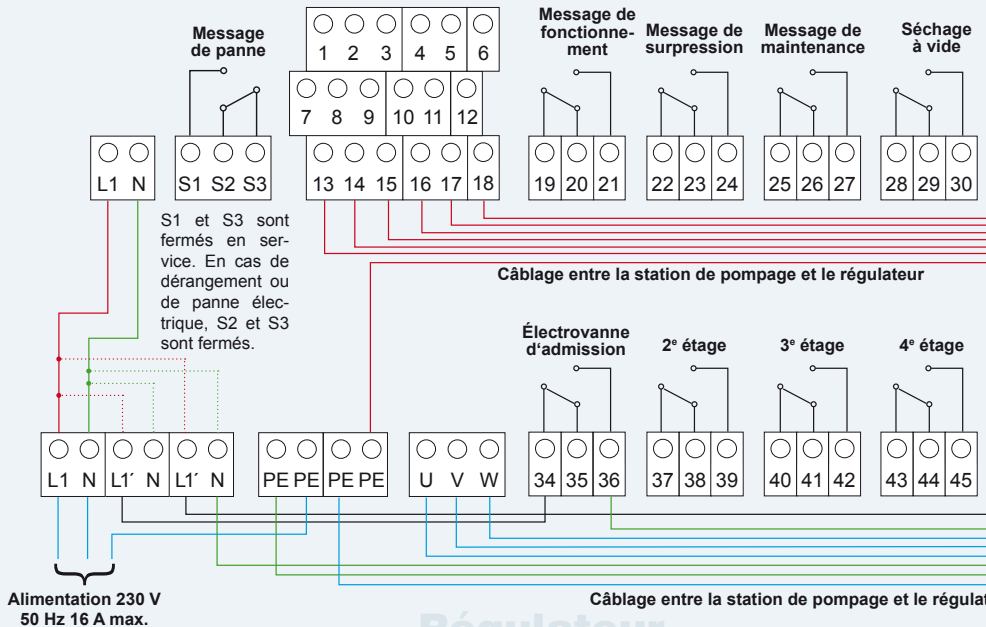 Message de panne
1 2 3 4 5 6
7 8 9 10 11 12
13 14 15 16 17 18
Message de fonctionne-
ment
Message de surpression
Message de maintenance
Séchage à vide
L1 N
S1 S2 S3
19 20 21
22 23 24
25 26 27
28 29 30
S1 et S3 sont
fermés en ser-
vice. En cas de
dérangement ou
de panne élec-
trique, S2 et S3
sont fermés.
Câblage entre la station de pompage et le régulateur
Électrovanne d‘admission
2e étage
3e étage
4e étage
L1 N L1´ N L1´ N
PE PE PE PE
U V W
34 35 36
37 38 39
40 41 42
43 44 45
Alimentation 230 V
50 Hz 16 A max.
Câblage entre la station de pompage et le régulat
Régulateur